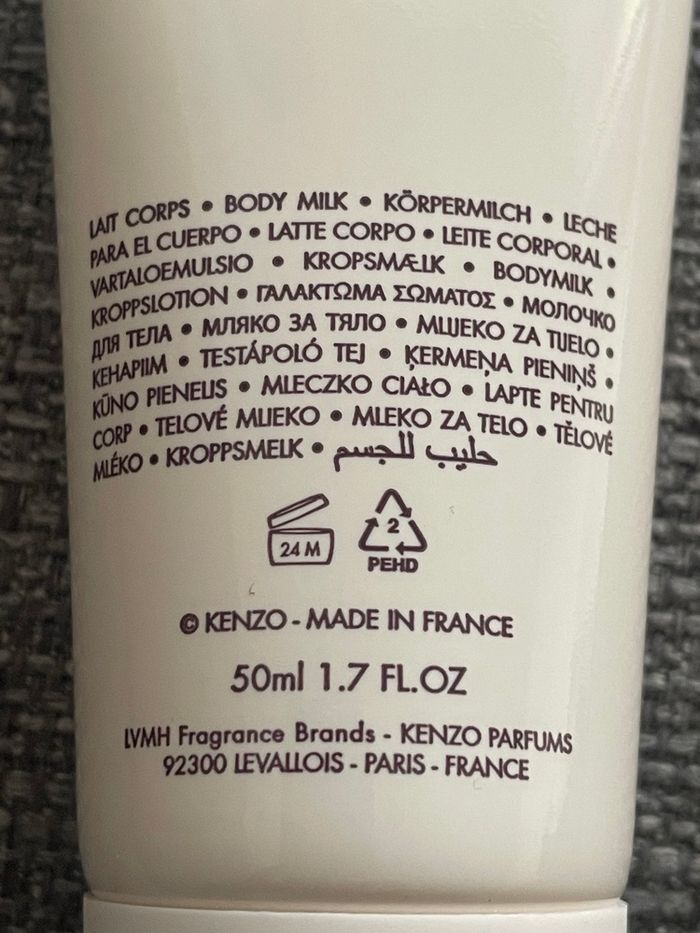 LAIT CORPS • BODY MILK • KÖRPERMILCH • LECHE
PARA EL CUERPO • LATTE CORPO • LEITE CORPORAL •
VARTALOEMULSIO • KROPSMÆLK • BODYMILK •
KROPPSLOTION • ΓΑΛΑΚΤΩΜΑ ΣΩΜΑΤΟΣ • МОЛОЧКО
ДЛЯ ТЕЛА • МЛЯКО ЗА ТЯЛО • MLIJEKO ZA TIJELO •
KEHAPIIM • TESTÁPOLÓ TEJ • ĶERMEŅA PIENIŅŠ •
KŪNO PIENELIS • MLECZKO CIAŁO • LAPTE PENTRU
CORP • TELOVÉ MLIEKO • MLEKO ZA TELO • TĚLOVÉ
MLÉKO • KROPPSMELK • حليب للجسم
24 M
2
PEHD
© KENZO - MADE IN FRANCE
50ml 1.7 FL.OZ
LVMH Fragrance Brands - KENZO PARFUMS
92300 LEVALLOIS - PARIS - FRANCE